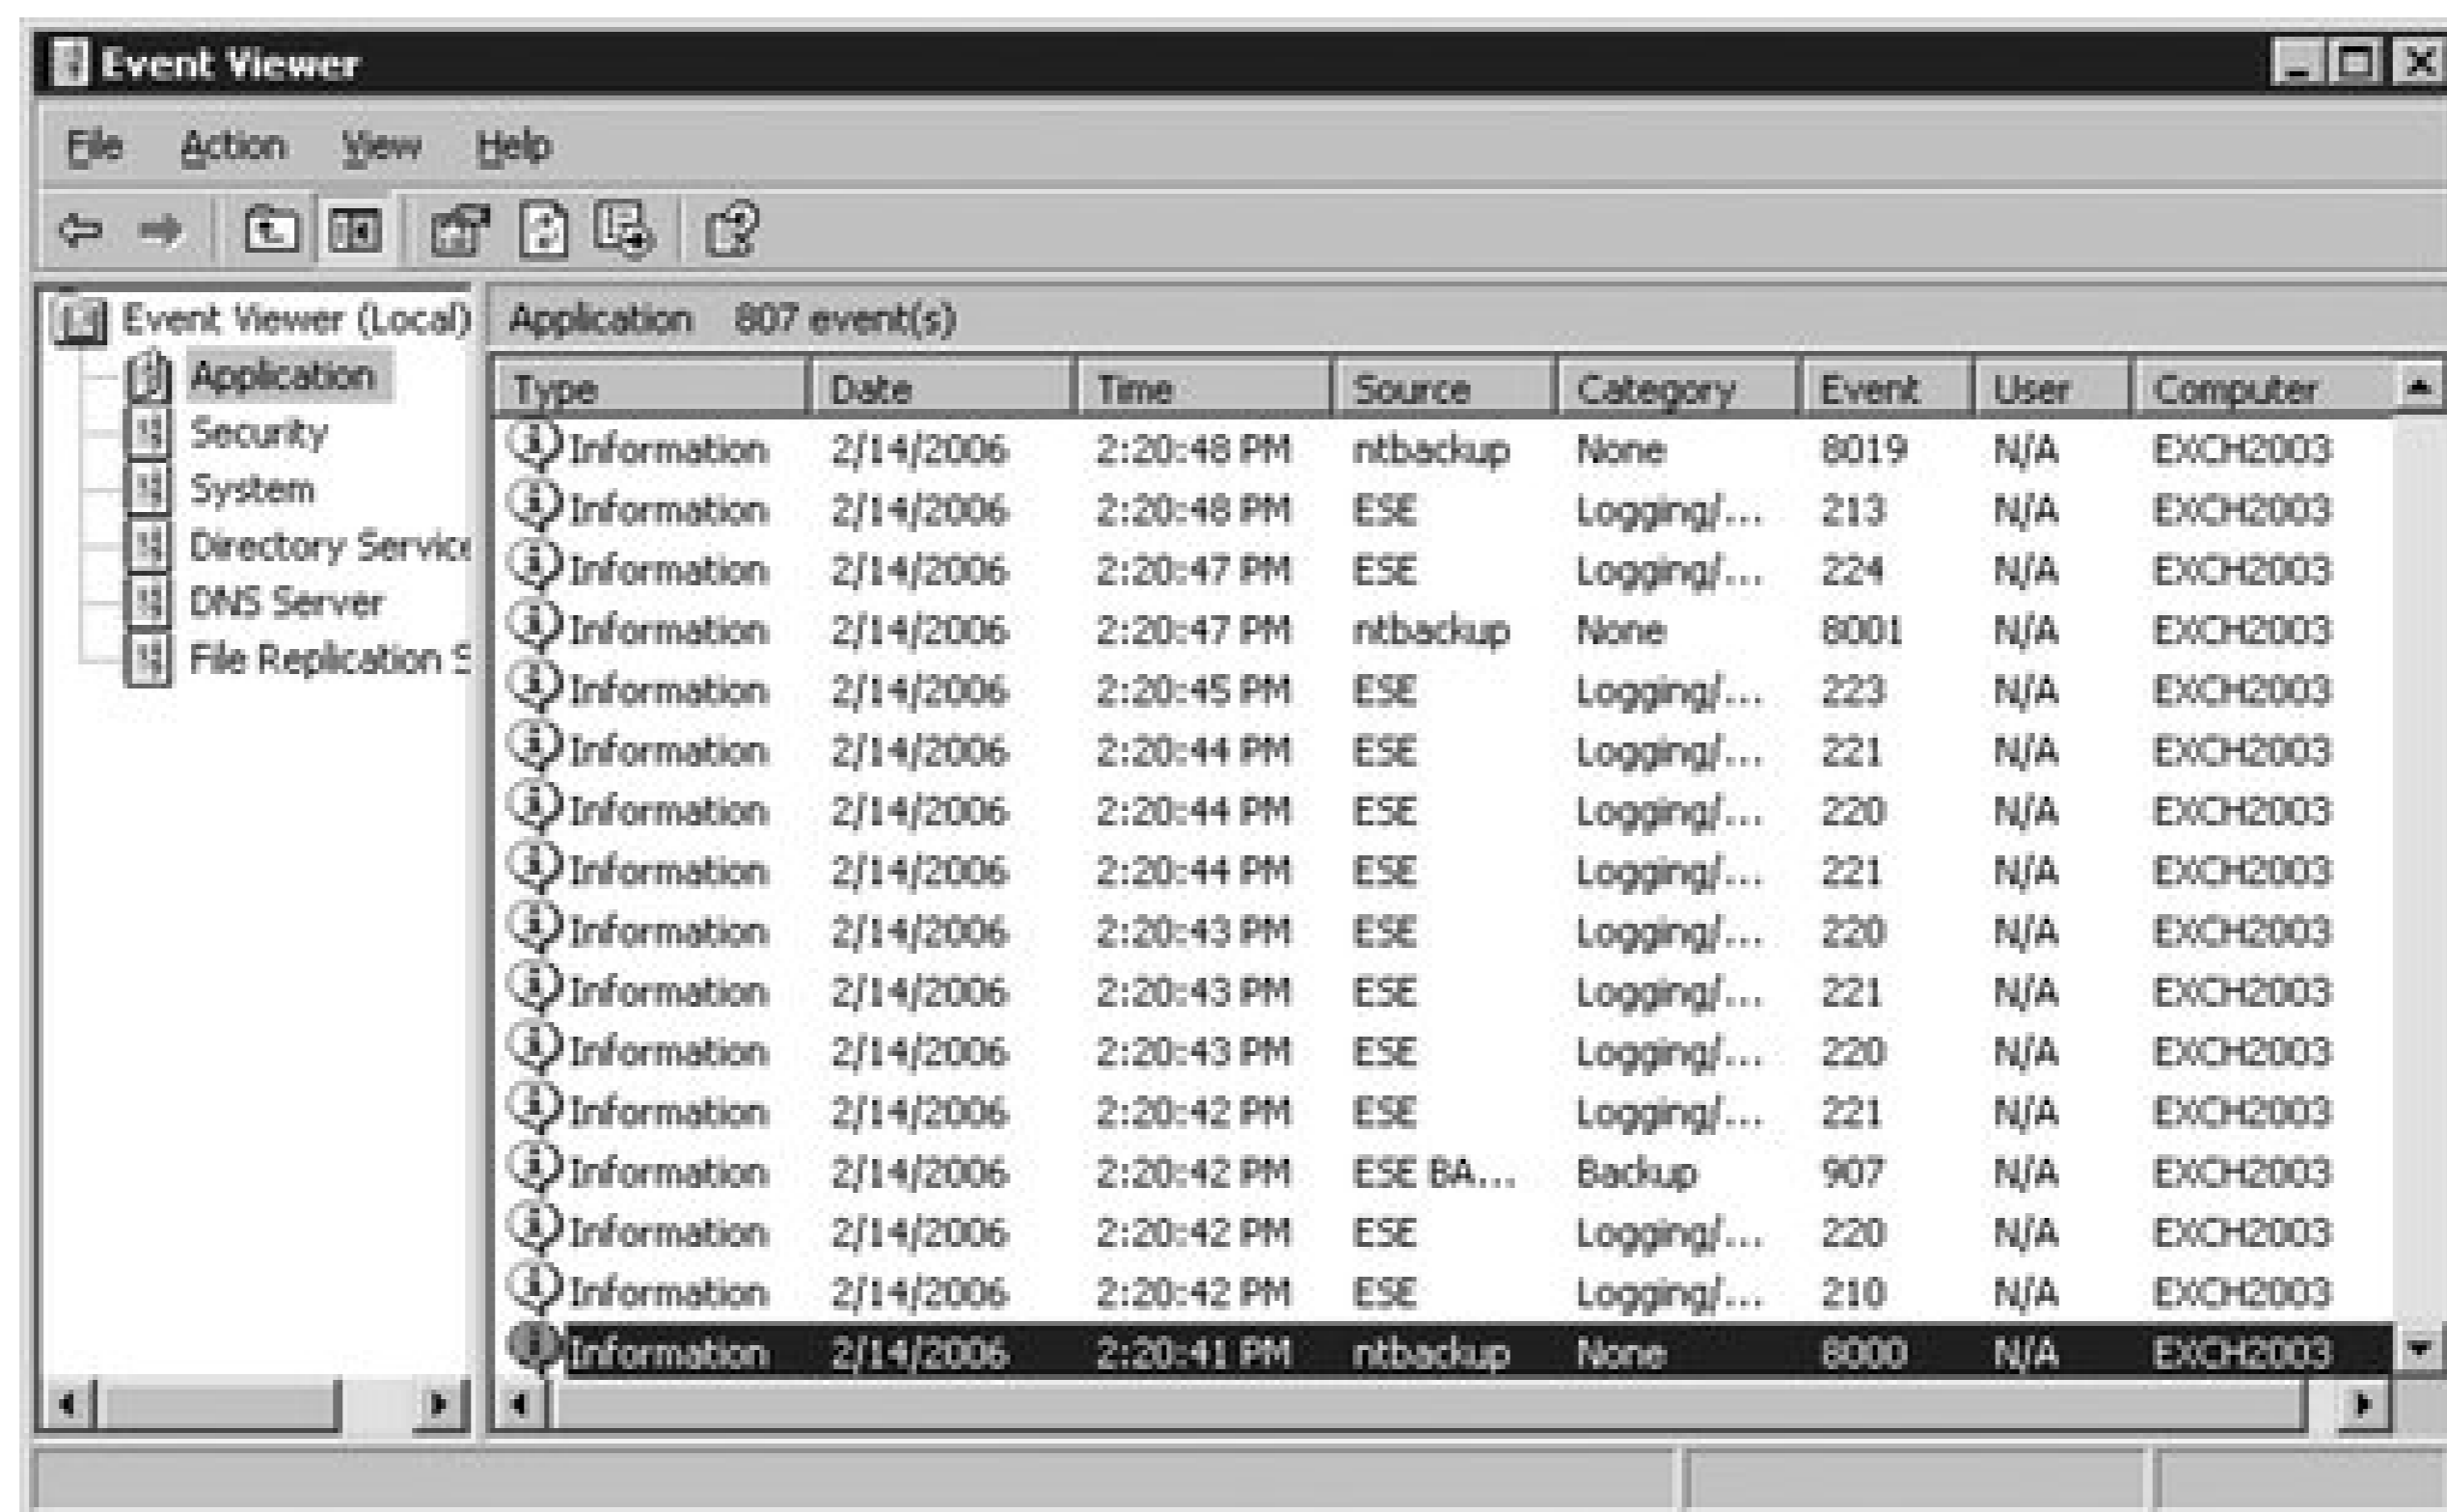 Event Viewer
File Action View Help
Event Viewer (Local)
Application
Security
System
Directory Service
DNS Server
File Replication S
Application 807 event(s)
Type Date Time Source Category Event User Computer
Information 2/14/2006 2:20:48 PM ntbackup None 8019 N/A EXCH2003
Information 2/14/2006 2:20:48 PM ESE Logging/... 213 N/A EXCH2003
Information 2/14/2006 2:20:47 PM ESE Logging/... 224 N/A EXCH2003
Information 2/14/2006 2:20:47 PM ntbackup None 8001 N/A EXCH2003
Information 2/14/2006 2:20:45 PM ESE Logging/... 223 N/A EXCH2003
Information 2/14/2006 2:20:44 PM ESE Logging/... 221 N/A EXCH2003
Information 2/14/2006 2:20:44 PM ESE Logging/... 220 N/A EXCH2003
Information 2/14/2006 2:20:44 PM ESE Logging/... 221 N/A EXCH2003
Information 2/14/2006 2:20:43 PM ESE Logging/... 220 N/A EXCH2003
Information 2/14/2006 2:20:43 PM ESE Logging/... 221 N/A EXCH2003
Information 2/14/2006 2:20:43 PM ESE Logging/... 220 N/A EXCH2003
Information 2/14/2006 2:20:42 PM ESE Logging/... 221 N/A EXCH2003
Information 2/14/2006 2:20:42 PM ESE BA... Backup 907 N/A EXCH2003
Information 2/14/2006 2:20:42 PM ESE Logging/... 220 N/A EXCH2003
Information 2/14/2006 2:20:42 PM ESE Logging/... 210 N/A EXCH2003
Information 2/14/2006 2:20:41 PM ntbackup None 8000 N/A EXCH2003